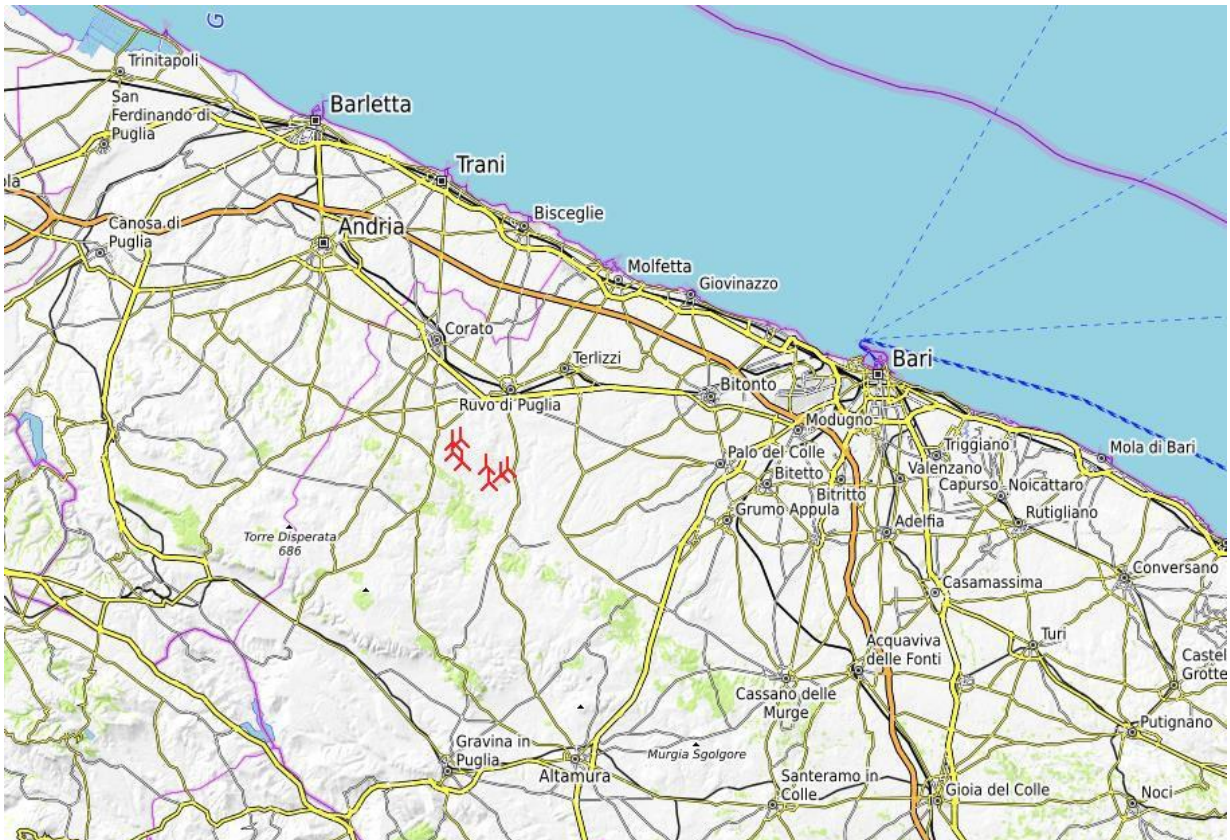 G
Trinitapoli
San
Ferdinando di
Puglia
Barletta
Trani
ola
Canosa di
Puglia
Andria
Bisceglie
Molfetta
Giovinazzo
Corato
Terlizzi
Ruvo di Puglia
Bitonto
Bari
Modugno
Palo del Colle
Bitetto
Bitritto
Triggiano
Valenzano
Capurso
Noicattaro
Mola di Bari
Grumo Appula
Adelfia
Rutigliano
Torre Disperata
686
Casamassima
Conversano
Acquaviva
delle Fonti
Turi
Castel
Grotte
Cassano delle
Murge
Putignano
Gravina in
Puglia
Altamura
Murgia Sgolgore
Santeramo in
Colle
Gioia del Colle
Noci